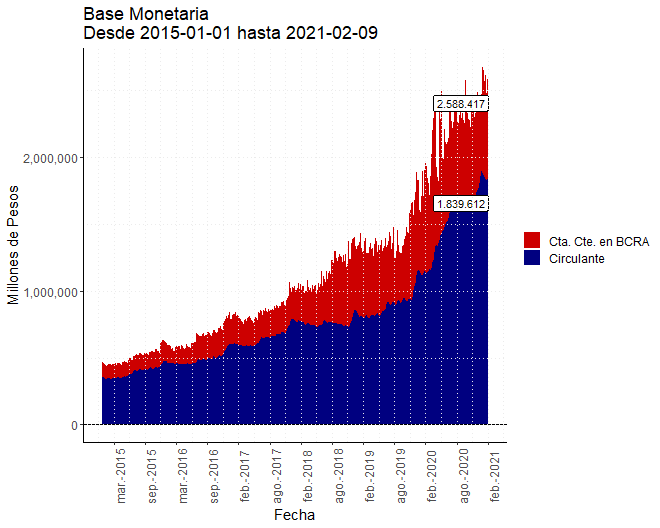 Base Monetaria
Desde 2015-01-01 hasta 2021-02-09
Millones de Pesos
2,000,000
1,000,000
0
2.588.417
1.839.612
Cta. Cte. en BCRA
Circulante
mar.-2015
sep.-2015
mar.-2016
sep.-2016
feb.-2017
ago.-2017
feb.-2018
ago.-2018
feb.-2019
ago.-2019
feb.-2020
ago.-2020
feb.-2021
Fecha